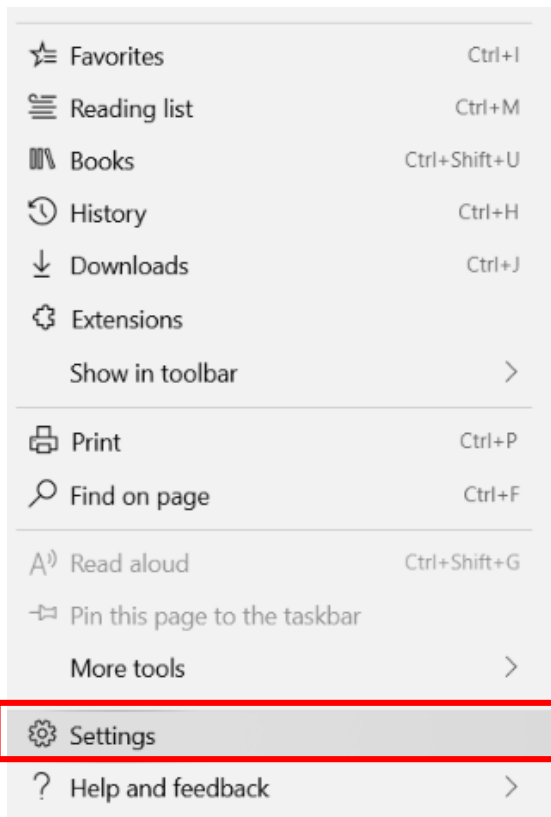 Favorites Ctrl+I
Reading list Ctrl+M
Books Ctrl+Shift+U
History Ctrl+H
Downloads Ctrl+J
Extensions
Show in toolbar
Print Ctrl+P
Find on page Ctrl+F
Read aloud Ctrl+Shift+G
Pin this page to the taskbar
More tools
Settings
Help and feedback